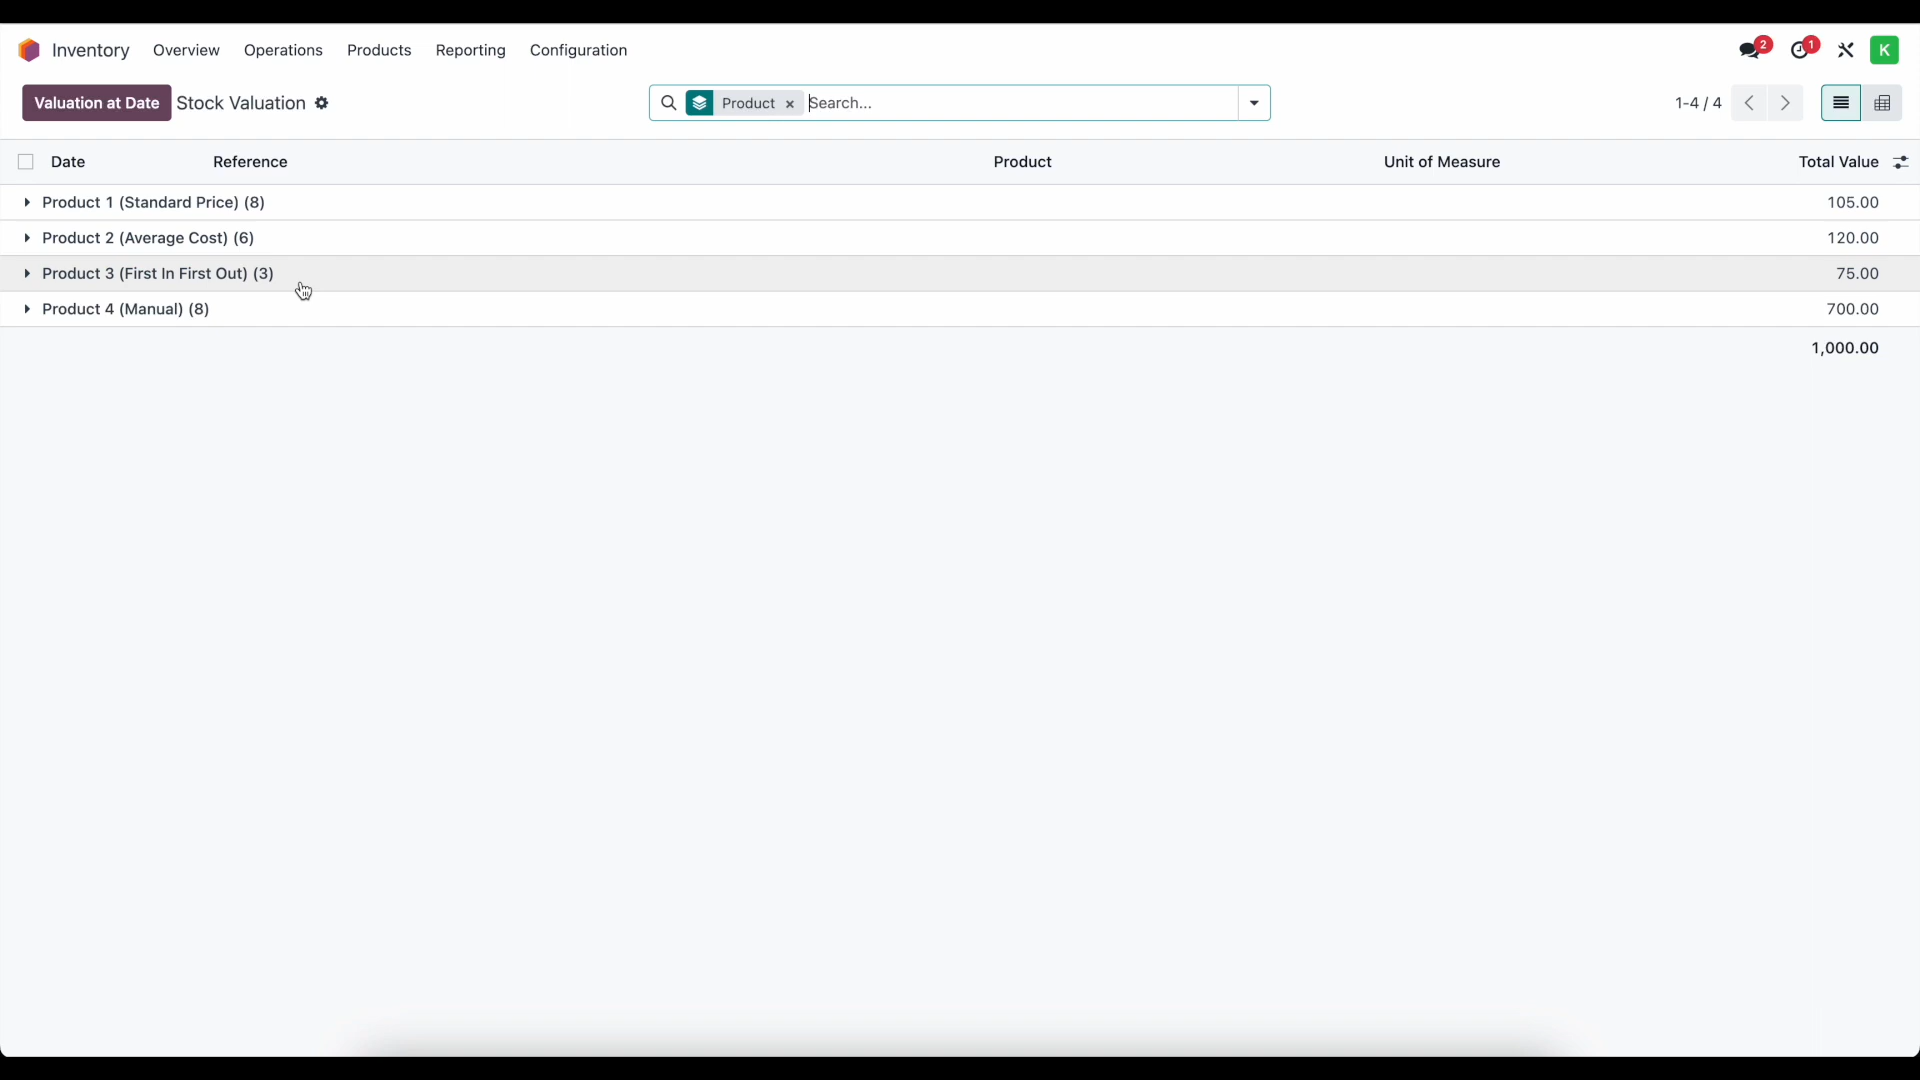 Inventory Overview Operations Products Reporting Configuration 2 1 K
Valuation at Date Stock Valuation Product × Search... 1-4 / 4
Date Reference Product Unit of Measure Total Value
Product 1 (Standard Price) (8) 105.00
Product 2 (Average Cost) (6) 120.00
Product 3 (First In First Out) (3) 75.00
Product 4 (Manual) (8) 700.00
1,000.00